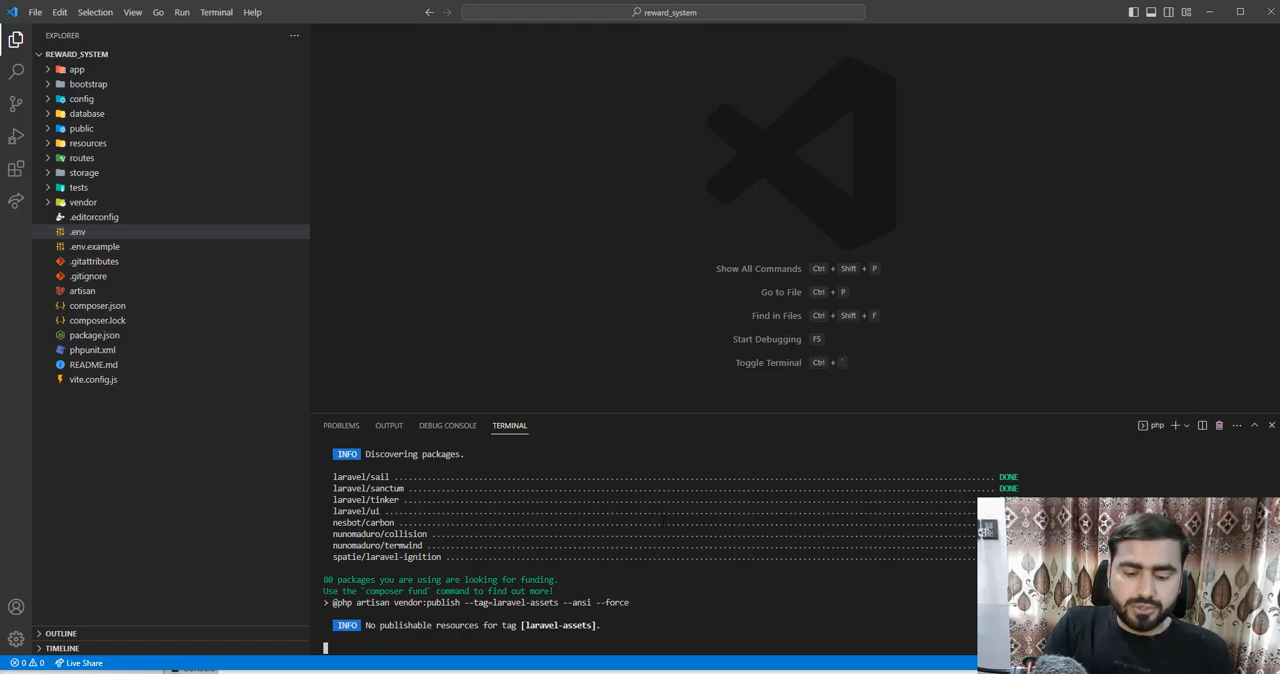 File Edit Selection View Go Run Terminal Help
reward_system
EXPLORER
REWARD_SYSTEM
app
bootstrap
config
database
public
resources
routes
storage
tests
vendor
.editorconfig
.env
.env.example
.gitattributes
.gitignore
artisan
composer.json
composer.lock
package.json
phpunit.xml
README.md
vite.config.js
OUTLINE
TIMELINE
Show All Commands Ctrl + Shift + P
Go to File Ctrl + P
Find in Files Ctrl + Shift + F
Start Debugging F5
Toggle Terminal Ctrl + `
PROBLEMS OUTPUT DEBUG CONSOLE TERMINAL
php
INFO Discovering packages.
laravel/sail DONE
laravel/sanctum DONE
laravel/tinker
laravel/ui
nesbot/carbon
nunomaduro/collision
nunomaduro/termwind
spatie/laravel-ignition
80 packages you are using are looking for funding.
Use the `composer fund` command to find out more!
> @php artisan vendor:publish --tag=laravel-assets --ansi --force
INFO No publishable resources for tag [laravel-assets].
0 0 Live Share